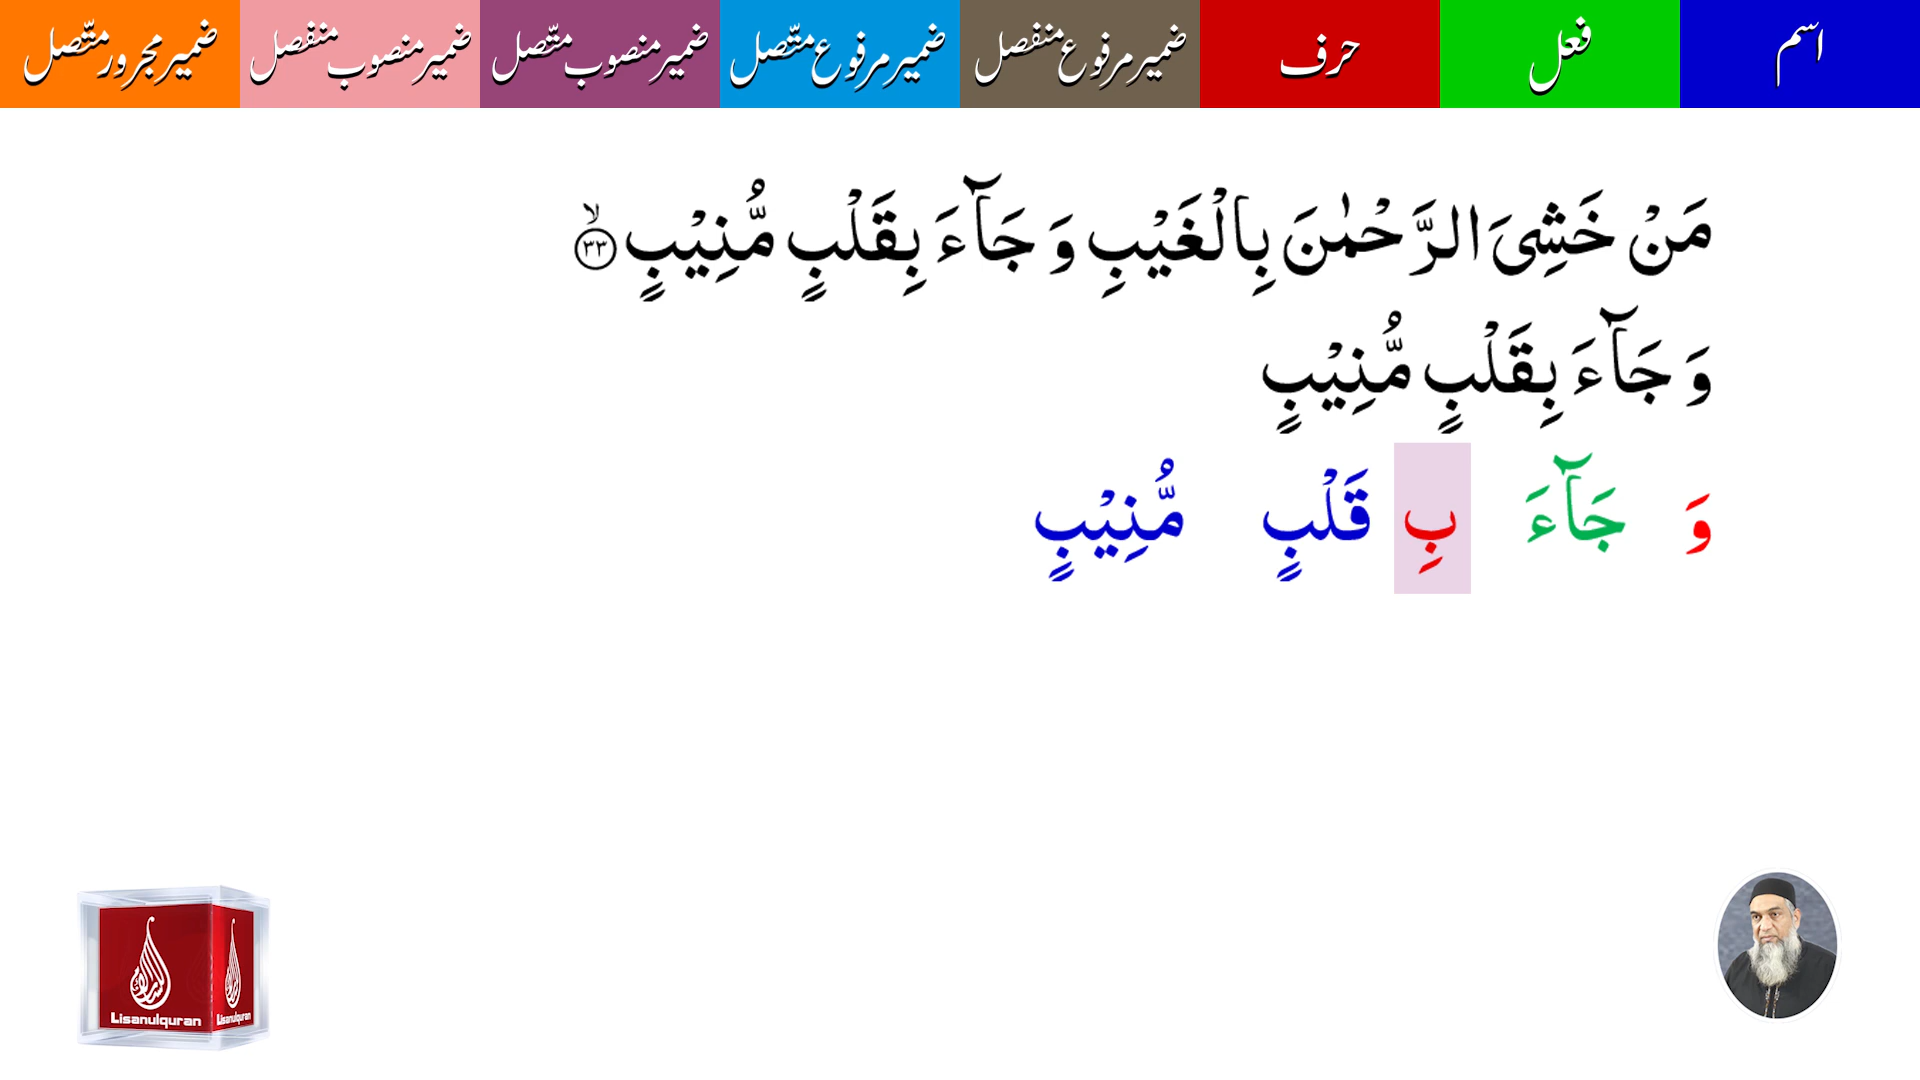 اسم فعل حرف ضمیر مرفوع منفصل ضمیر مرفوع متّصل ضمیر منصوب متّصل ضمیر منصوب منفصل ضمیر مجرور متّصل
مَنْ خَشِیَ الرَّحْمٰنَ بِالْغَیْبِ وَ جَآءَ بِقَلْبٍ مُّنِیْبٍ ۙ﴿۳۳﴾
وَ جَآءَ بِقَلْبٍ مُّنِیْبٍ
وَ جَآءَ بِ قَلْبٍ مُّنِیْبٍ
Lisanulquran Lisanulquran